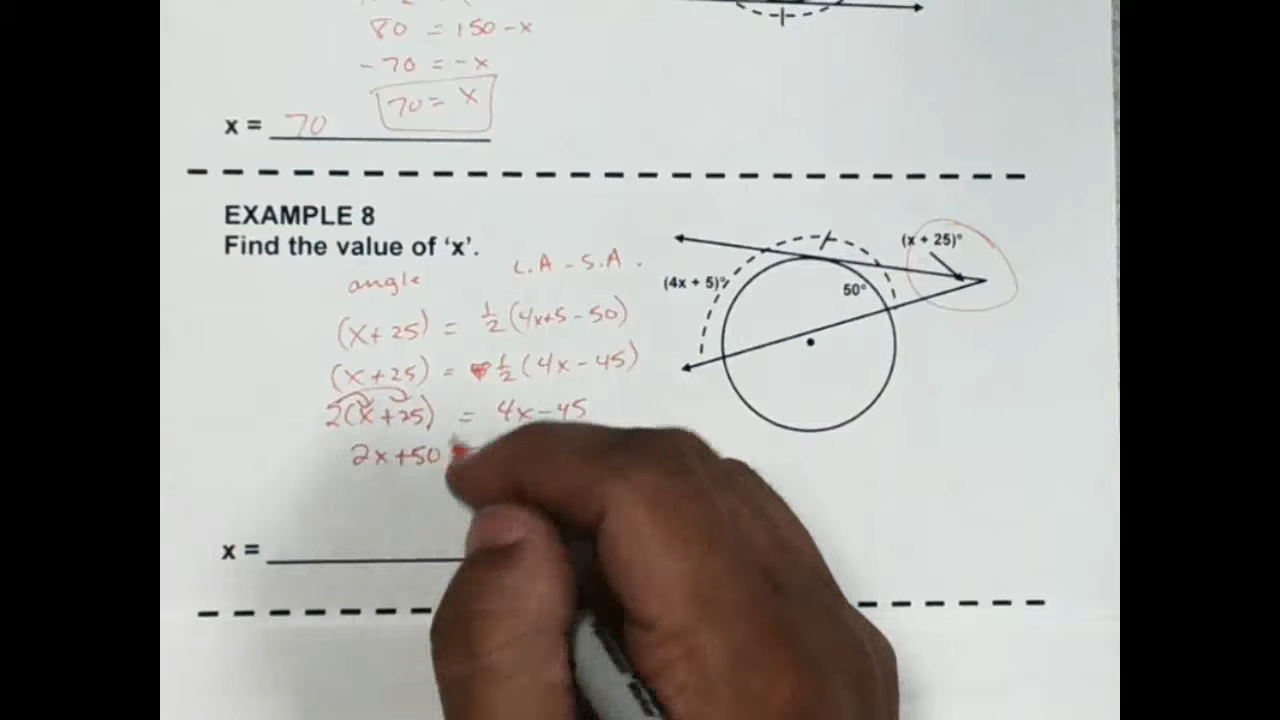 80 = 150 - x
- 70 = - x
70 = x
x = 70
EXAMPLE 8
Find the value of ‘x’.
angle L.A - S.A.
(x + 25) = 1/2 (4x+5 - 50)
(x + 25) = 1/2 (4x - 45)
2(x + 25) = 4x - 45
2x + 50
x =
(x + 25)°
(4x + 5)°
50°